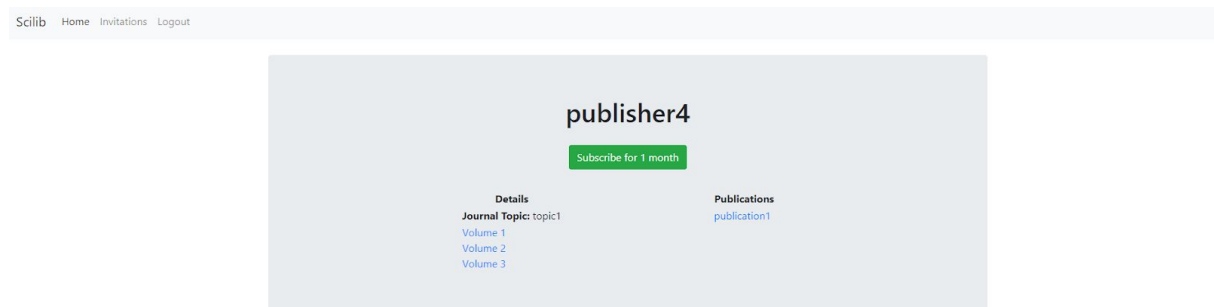 Scilib Home Invitations Logout
publisher4
Subscribe for 1 month
Details
Journal Topic: topic1
Volume 1
Volume 2
Volume 3
Publications
publication1